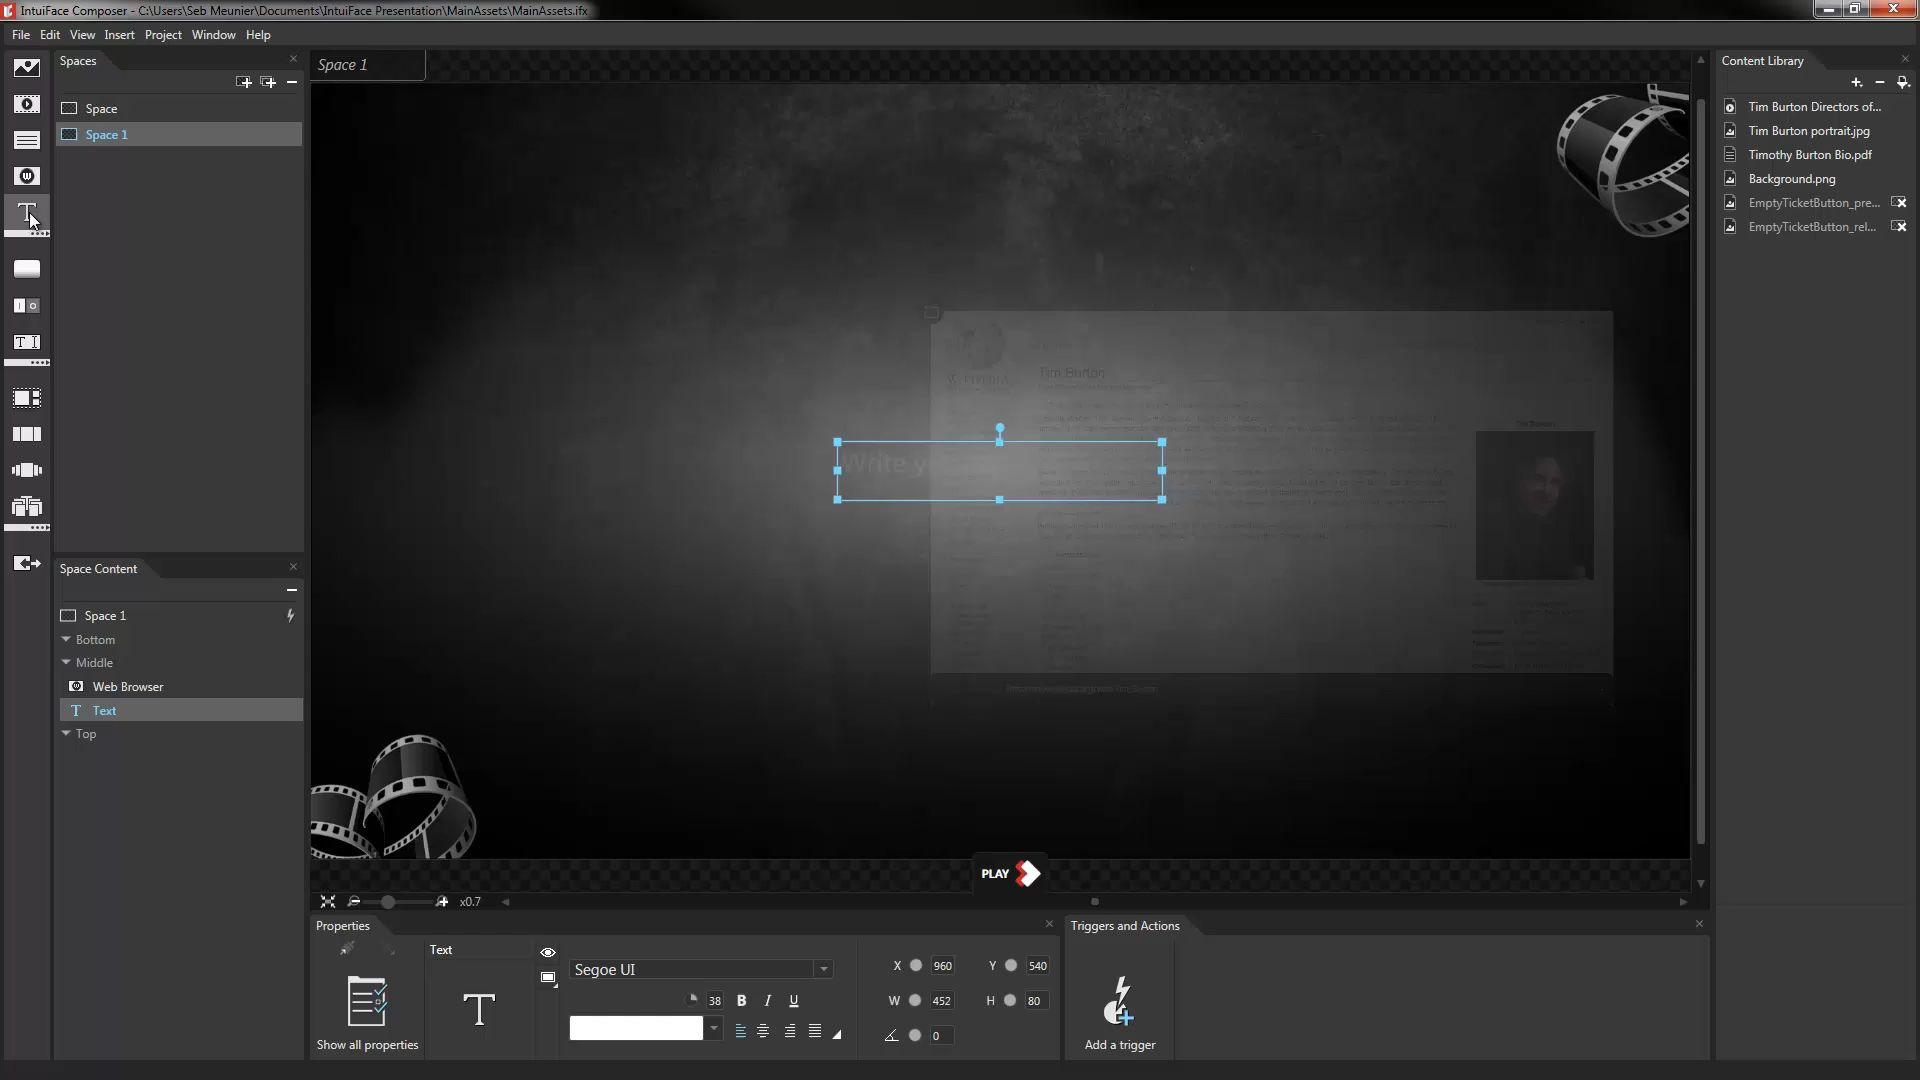 IntuiFace Composer - C:\Users\Seb Meunier\Documents\IntuiFace Presentation\MainAssets\MainAssets.ifx
File Edit View Insert Project Window Help
Spaces
Space
Space 1
Space 1
Tim Burton
Write y
Space Content
Space 1
Bottom
Middle
Web Browser
Text
Top
PLAY
x0.7
Properties
Text
Show all properties
Segoe UI
38 B I U
X 960 Y 540
W 452 H 80
0
Triggers and Actions
Add a trigger
Content Library
Tim Burton Directors of...
Tim Burton portrait.jpg
Timothy Burton Bio.pdf
Background.png
EmptyTicketButton_pre...
EmptyTicketButton_rel...